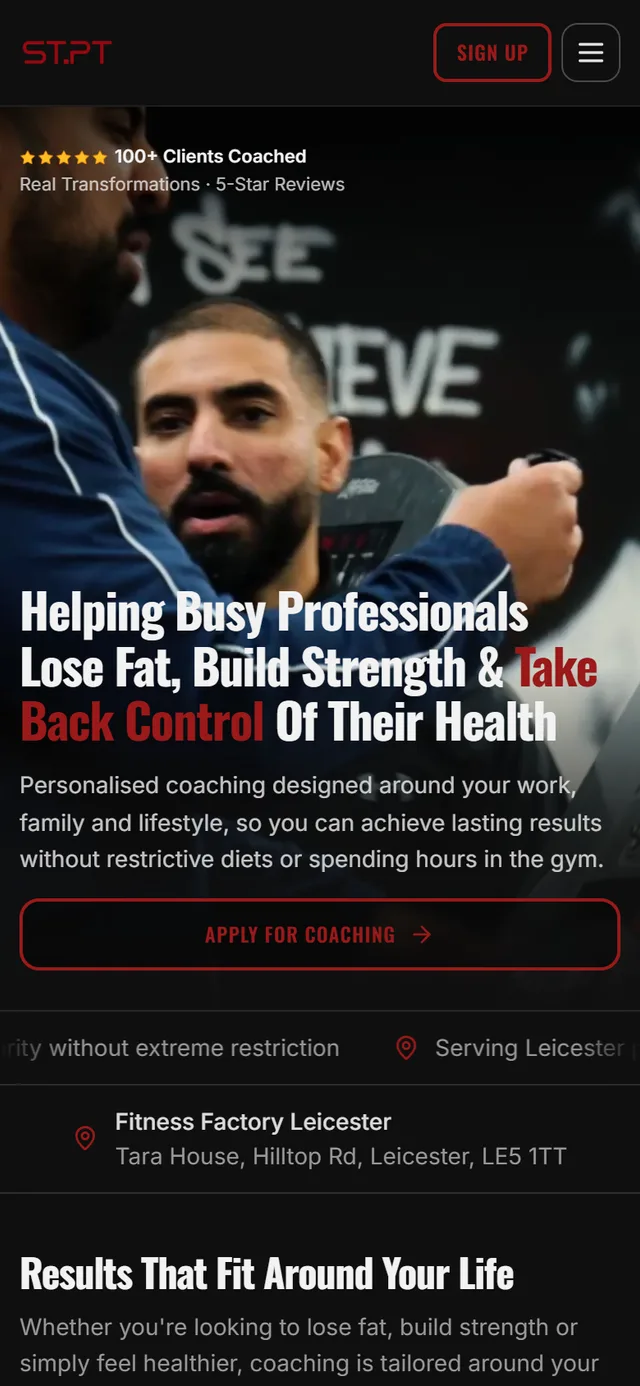 ST.PT
SIGN UP
100+ Clients Coached
Real Transformations · 5-Star Reviews
SEE
IEVE
Helping Busy Professionals
Lose Fat, Build Strength & Take
Back Control Of Their Health
Personalised coaching designed around your work,
family and lifestyle, so you can achieve lasting results
without restrictive diets or spending hours in the gym.
APPLY FOR COACHING →
rity without extreme restriction
Serving Leicester
Fitness Factory Leicester
Tara House, Hilltop Rd, Leicester, LE5 1TT
Results That Fit Around Your Life
Whether you're looking to lose fat, build strength or
simply feel healthier, coaching is tailored around your